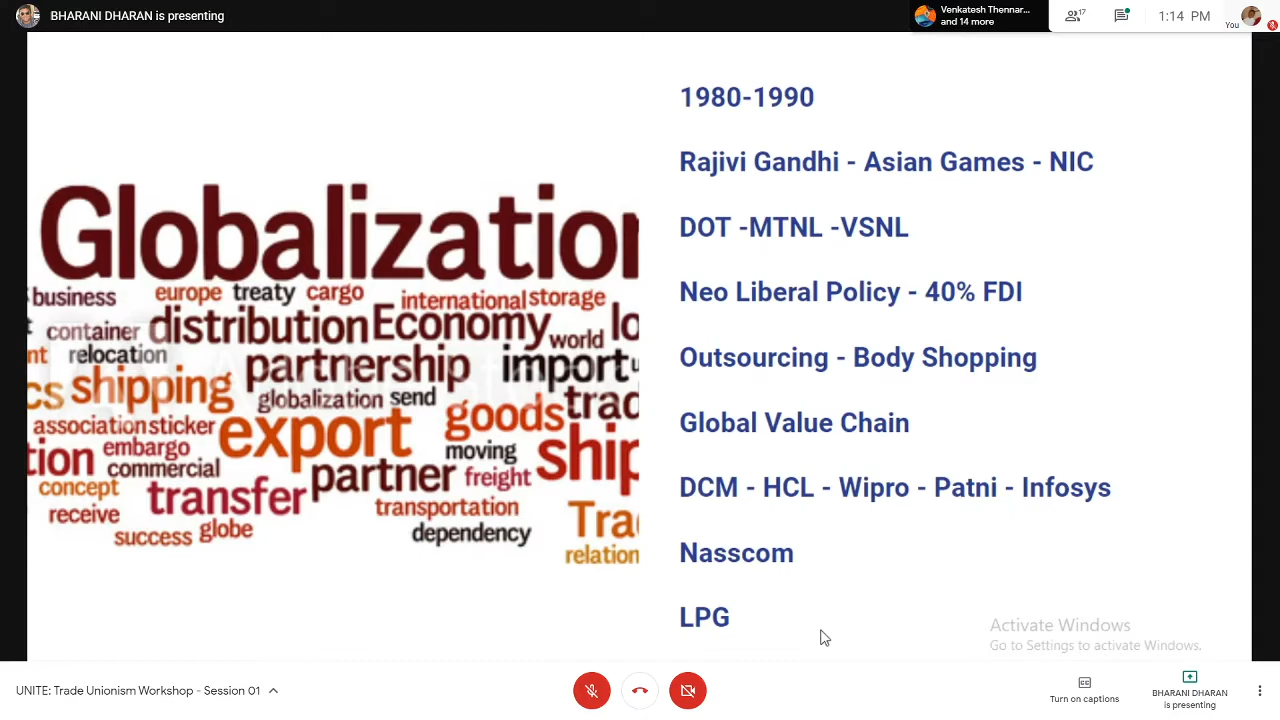 BHARANI DHARAN is presenting
Venkatesh Thennar...
and 14 more
17
1:14 PM
You
1980-1990
Rajivi Gandhi - Asian Games - NIC
DOT -MTNL -VSNL
Neo Liberal Policy - 40% FDI
Outsourcing - Body Shopping
Global Value Chain
DCM - HCL - Wipro - Patni - Infosys
Nasscom
LPG
Globalization
business europe treaty cargo international storage
container distribution Economy world lo
nt relocation partnership import
cs shipping globalization send goods trad
association sticker export
tion embargo moving ship
commercial partner freight
concept transfer transportation Tra
receive globe dependency
success relation
Activate Windows
Go to Settings to activate Windows.
UNITE: Trade Unionism Workshop - Session 01
Turn on captions
BHARANI DHARAN
is presenting